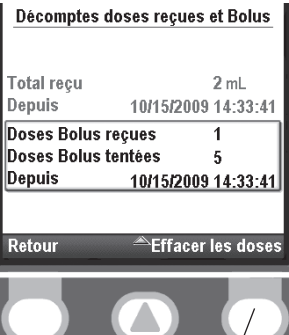 Décomptes doses reçues et Bolus
Total reçu 2 mL
Depuis 10/15/2009 14:33:41
Doses Bolus reçues 1
Doses Bolus tentées 5
Depuis 10/15/2009 14:33:41
Retour Effacer les doses